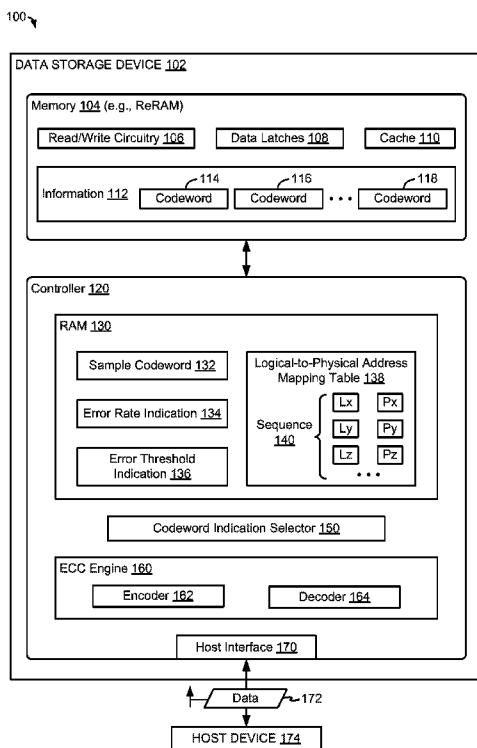 100
DATA STORAGE DEVICE 102
Memory 104 (e.g., ReRAM)
Read/Write Circuitry 106
Data Latches 108
Cache 110
Information 112
114
116
118
Codeword
Codeword
• • •
Codeword
Controller 120
RAM 130
Sample Codeword 132
Error Rate Indication 134
Error Threshold
Indication 136
Logical-to-Physical Address
Mapping Table 138
Sequence
140
Lx Px
Ly Py
Lz Pz
• • •
Codeword Indication Selector 150
ECC Engine 160
Encoder 162
Decoder 164
Host Interface 170
Data
172
HOST DEVICE 174